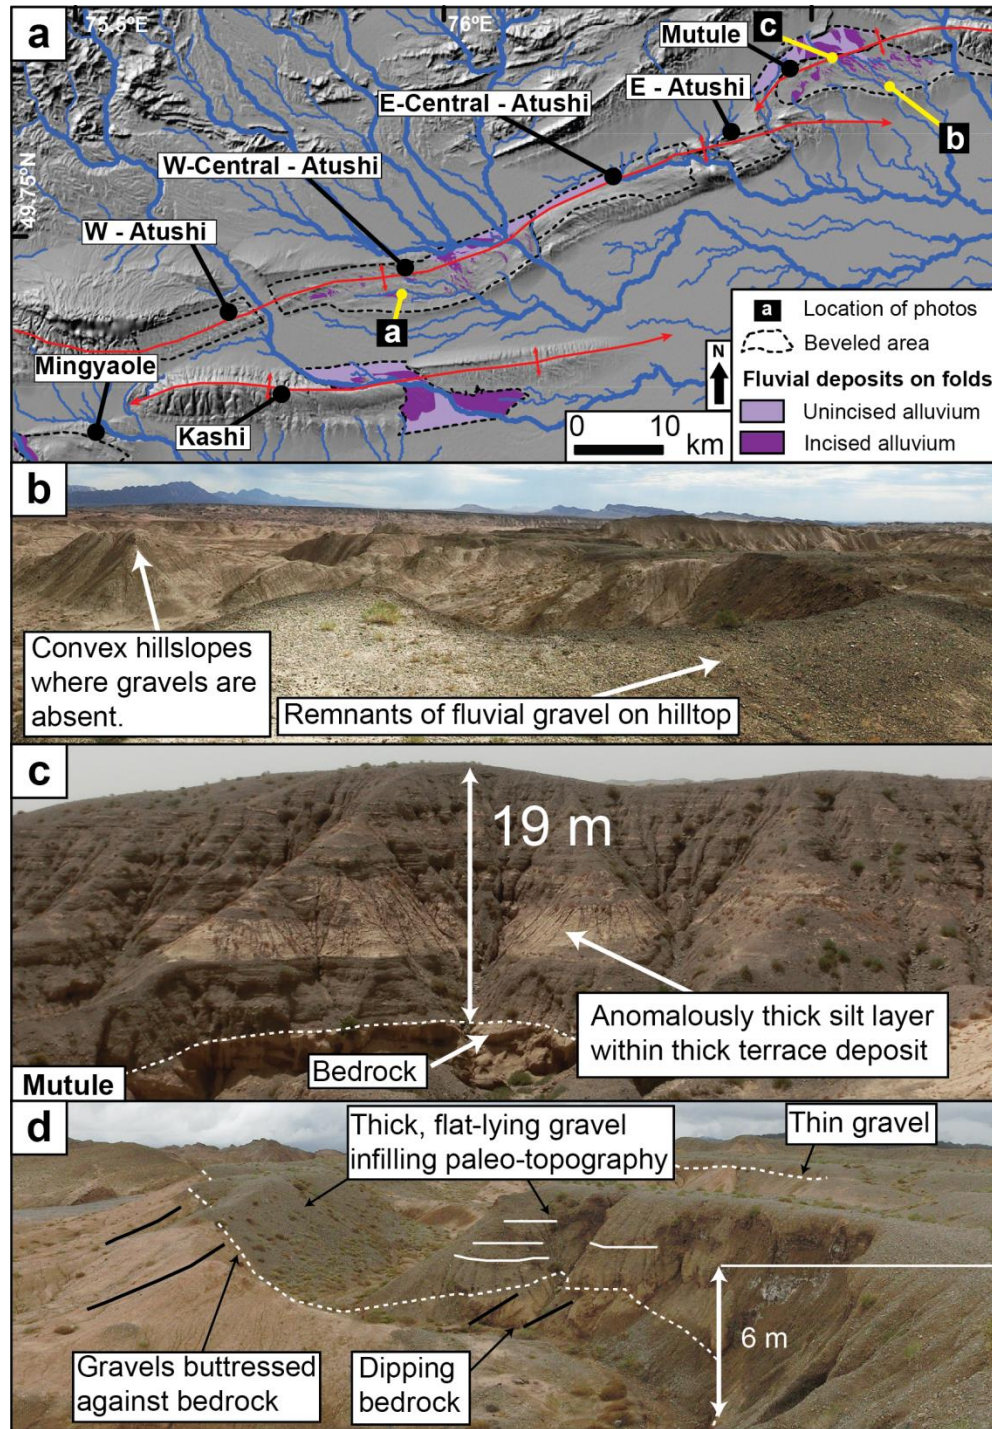 a
75.5°E
76°E
49.75°N
c
Mutule
E - Atushi
E-Central - Atushi
W-Central - Atushi
W - Atushi
b
a
Mingyaole
Kashi
N
0
10
km
a Location of photos
Beveled area
Fluvial deposits on folds
Unincised alluvium
Incised alluvium
b
Convex hillslopes
where gravels are
absent.
Remnants of fluvial gravel on hilltop
c
19 m
Anomalously thick silt layer
within thick terrace deposit
Bedrock
Mutule
d
Thick, flat-lying gravel
infilling paleo-topography
Thin gravel
Gravels buttressed
against bedrock
Dipping
bedrock
6 m